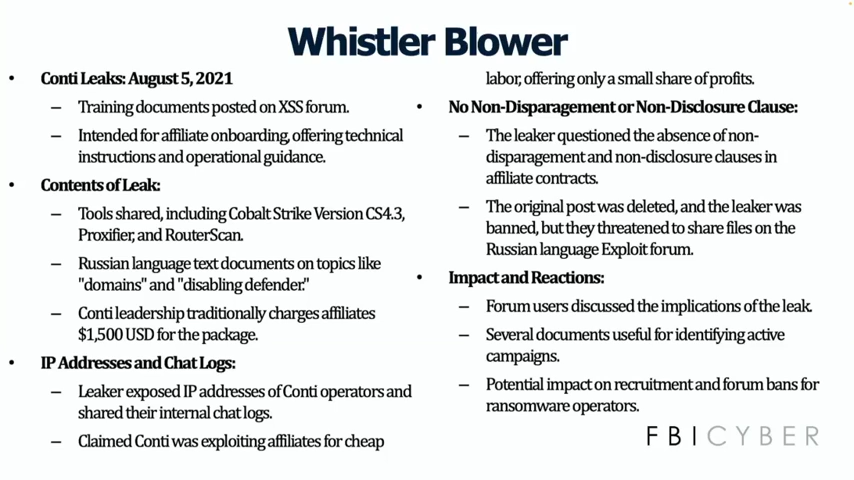 Whistler Blower
• Conti Leaks: August 5, 2021
– Training documents posted on XSS forum.
– Intended for affiliate onboarding, offering technical
instructions and operational guidance.
• Contents of Leak:
– Tools shared, including Cobalt Strike Version CS4.3,
Proxifier, and RouterScan.
– Russian language text documents on topics like
"domains" and "disabling defender."
– Conti leadership traditionally charges affiliates
$1,500 USD for the package.
• IP Addresses and Chat Logs:
– Leaker exposed IP addresses of Conti operators and
shared their internal chat logs.
– Claimed Conti was exploiting affiliates for cheap
labor, offering only a small share of profits.
• No Non-Disparagement or Non-Disclosure Clause:
– The leaker questioned the absence of non-
disparagement and non-disclosure clauses in
affiliate contracts.
– The original post was deleted, and the leaker was
banned, but they threatened to share files on the
Russian language Exploit forum.
• Impact and Reactions:
– Forum users discussed the implications of the leak.
– Several documents useful for identifying active
campaigns.
– Potential impact on recruitment and forum bans for
ransomware operators.
FBI CYBER